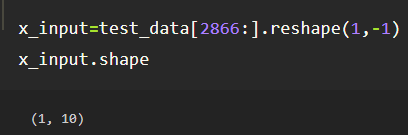 x_input=test_data[2866:].reshape(1,-1)
x_input.shape
(1, 10)